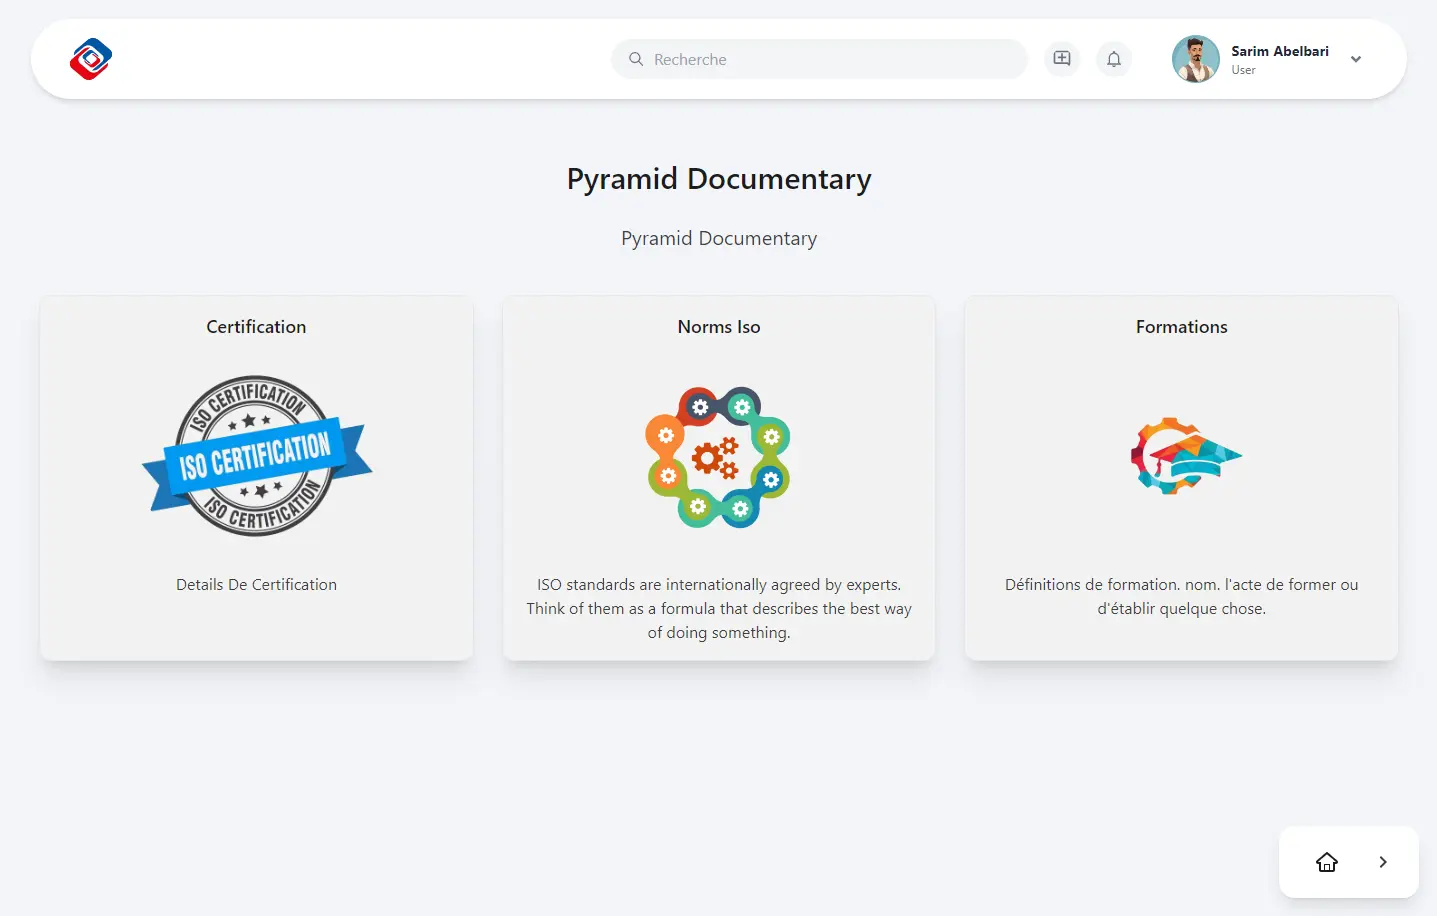 Recherche
Sarim Abelbari
User
Pyramid Documentary
Pyramid Documentary
Certification
ISO CERTIFICATION
ISO CERTIFICATION
ISO CERTIFICATION
Details De Certification
Norms Iso
ISO standards are internationally agreed by experts.
Think of them as a formula that describes the best way
of doing something.
Formations
Définitions de formation. nom. l'acte de former ou
d'établir quelque chose.